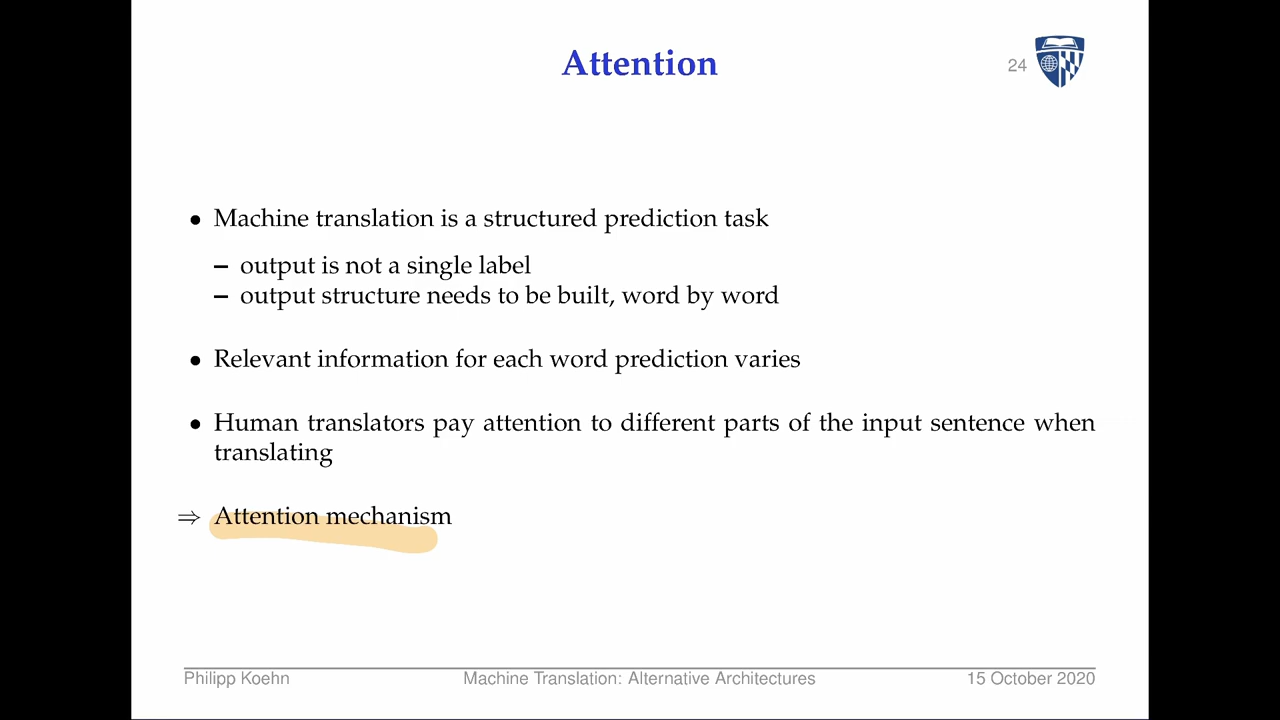 Attention
24
• Machine translation is a structured prediction task
– output is not a single label
– output structure needs to be built, word by word
• Relevant information for each word prediction varies
• Human translators pay attention to different parts of the input sentence when
translating
⇒ Attention mechanism
Philipp Koehn
Machine Translation: Alternative Architectures
15 October 2020